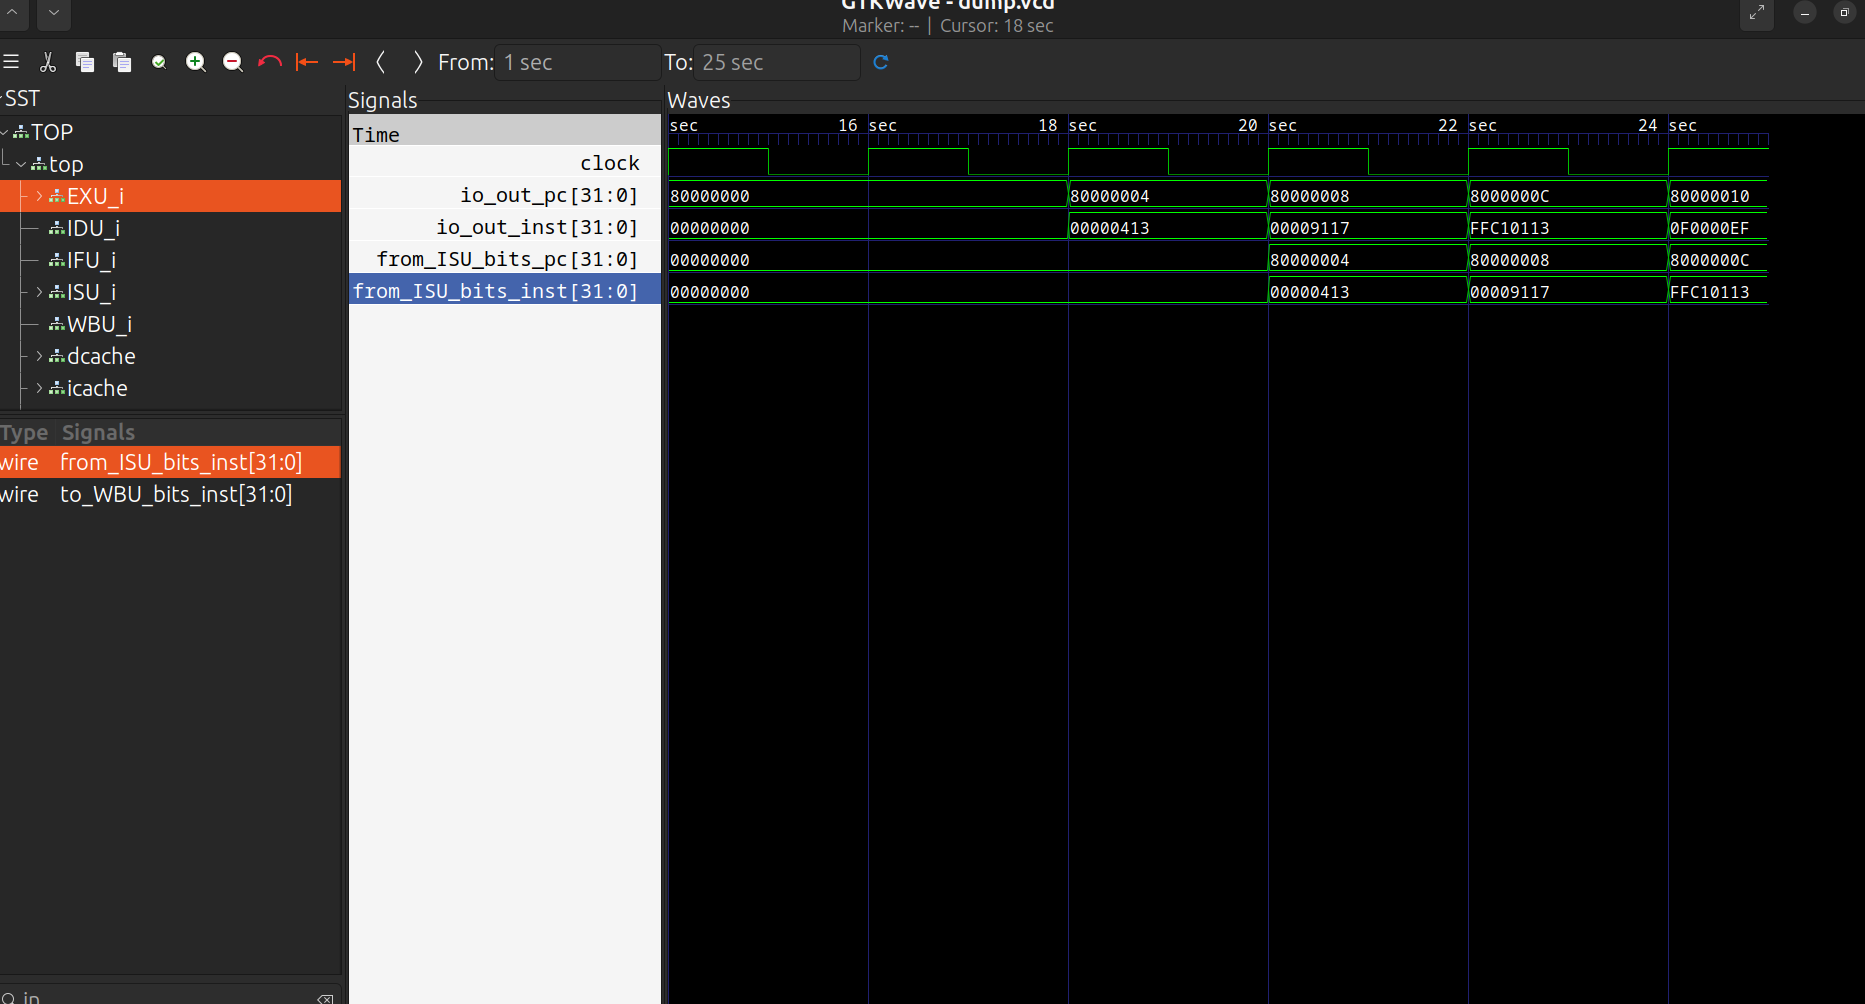 GTKWave - dump.vcd
Marker: -- | Cursor: 18 sec
From: 1 sec To: 25 sec
SST
TOP
top
EXU_i
IDU_i
IFU_i
ISU_i
WBU_i
dcache
icache
Type Signals
wire from_ISU_bits_inst[31:0]
wire to_WBU_bits_inst[31:0]
in
Signals
Time
clock
io_out_pc[31:0]
io_out_inst[31:0]
from_ISU_bits_pc[31:0]
from_ISU_bits_inst[31:0]
Waves
sec 16 sec 18 sec 20 sec 22 sec 24 sec
80000000 80000004 80000008 8000000C 80000010
00000000 00000413 00009117 FFC10113 0F0000EF
00000000 80000004 80000008 8000000C
00000000 00000413 00009117 FFC10113